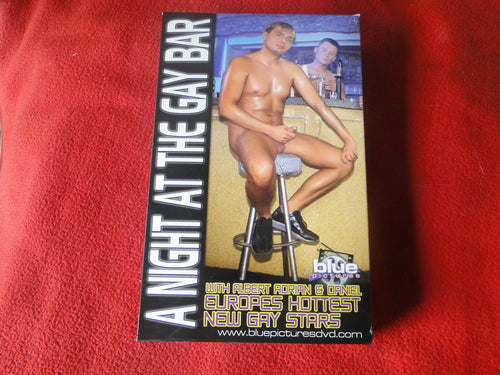 A NIGHT AT THE GAY BAR
blue
pictures
WITH ALBERT ADRIAN & DANIEL
EUROPES HOTTEST
NEW GAY STARS
www.bluepicturesdvd.com